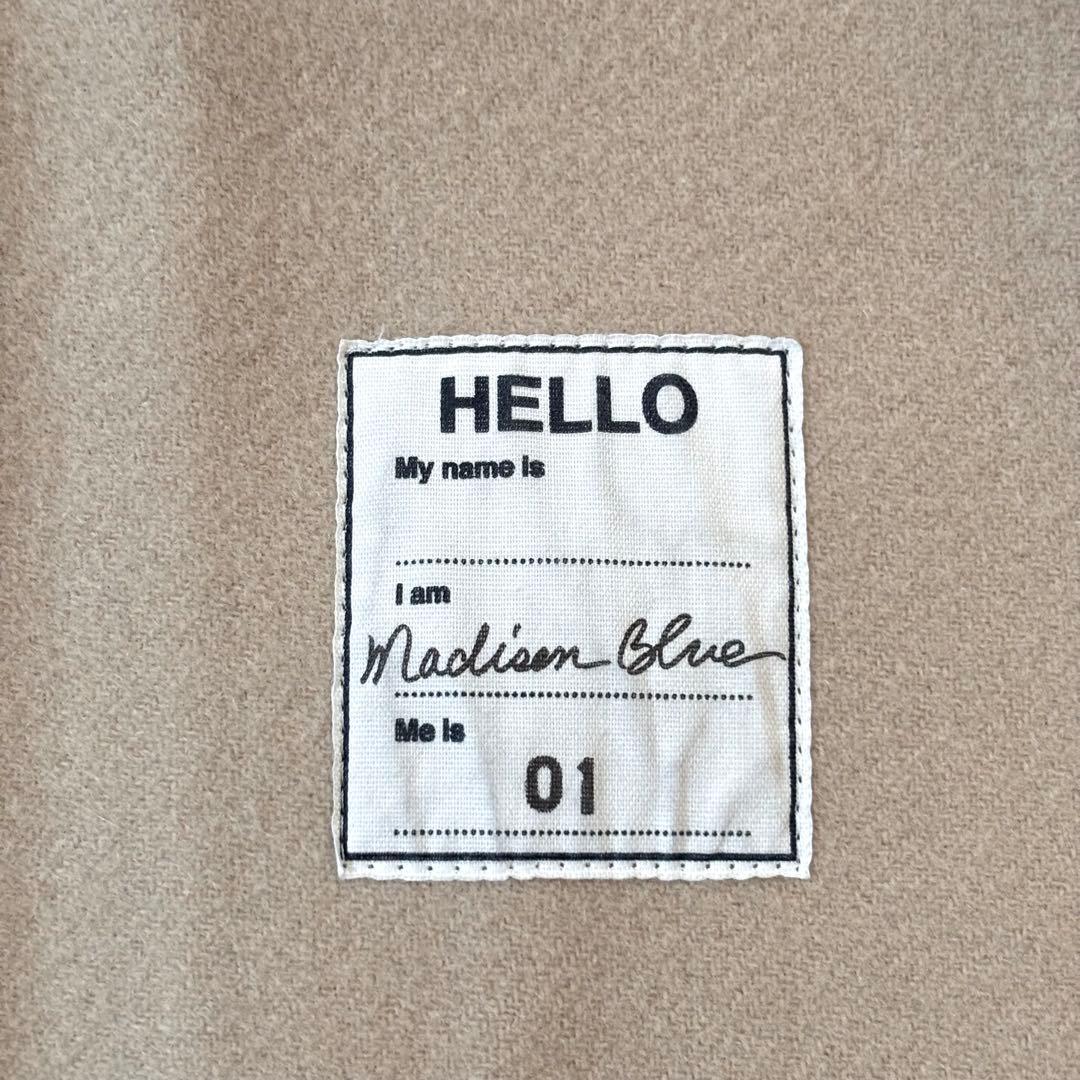 HELLO
My name is
I am
Madison Blue
Me is
01